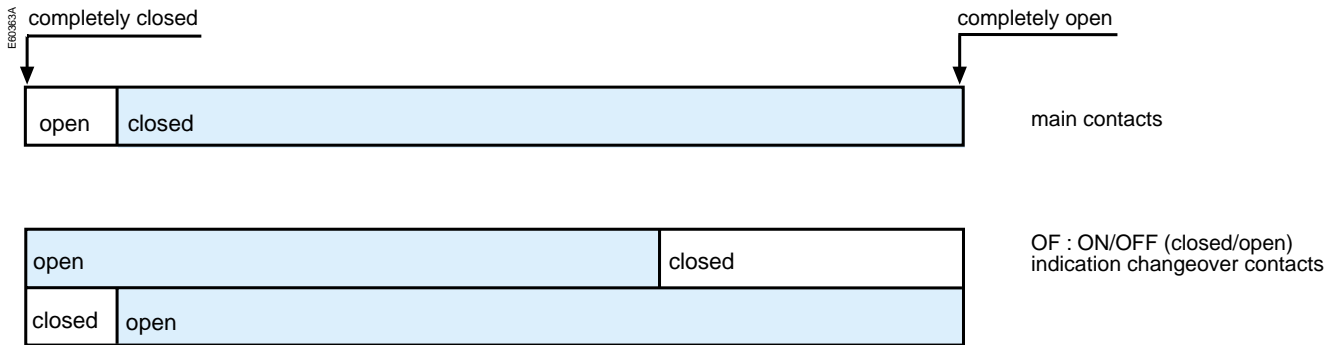 E60363A
completely closed
completely open
open
closed
main contacts
open
closed
OF : ON/OFF (closed/open)
indication changeover contacts
closed
open